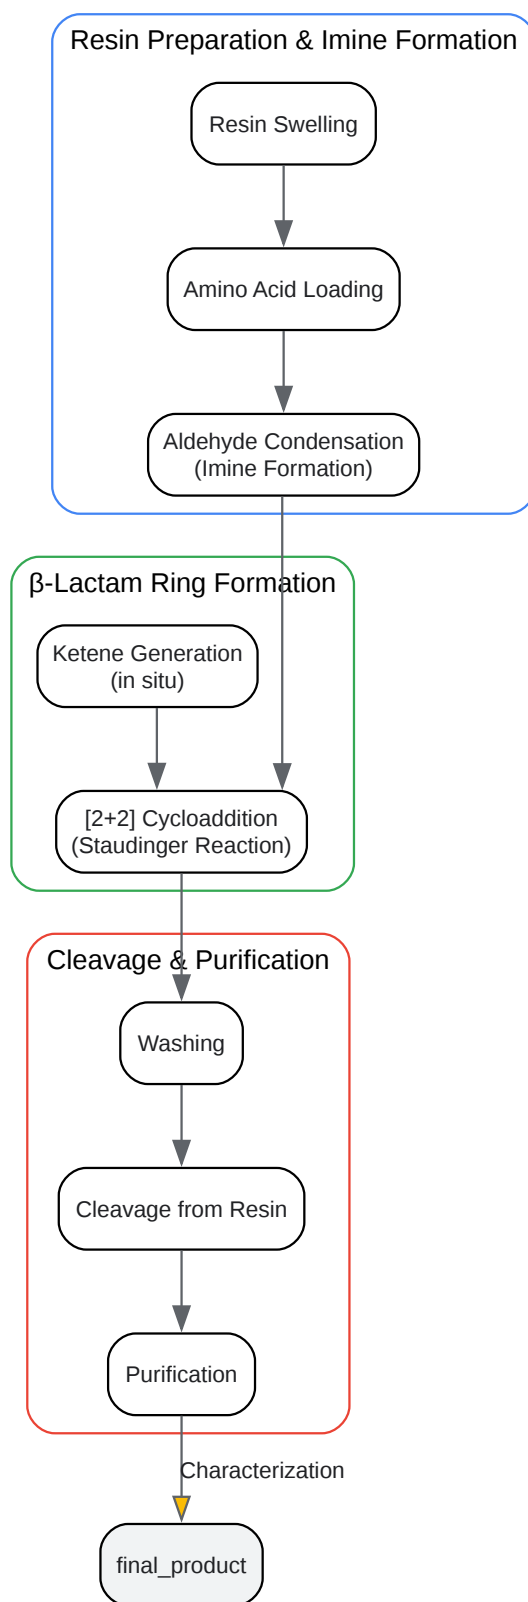 Resin Preparation & Imine Formation
Resin Swelling
Amino Acid Loading
Aldehyde Condensation
(Imine Formation)
β-Lactam Ring Formation
Ketene Generation
(in situ)
[2+2] Cycloaddition
(Staudinger Reaction)
Cleavage & Purification
Washing
Cleavage from Resin
Purification
Characterization
final_product